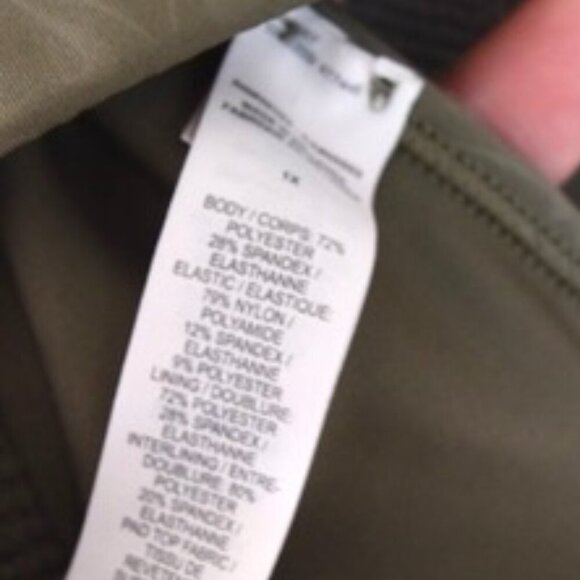 1X
BODY / CORPS: 72%
POLYESTER
28% SPANDEX /
ELASTHANNE
ELASTIC / ELASTIQUE:
79% NYLON /
POLYAMIDE
12% SPANDEX /
ELASTHANNE
9% POLYESTER
LINING / DOUBLURE:
72% POLYESTER
28% SPANDEX /
ELASTHANNE
INTERLINING / ENTRE-
DOUBLURE: 80%
POLYESTER
20% SPANDEX /
ELASTHANNE.
PAD TOP FABRIC /
TISSU DE